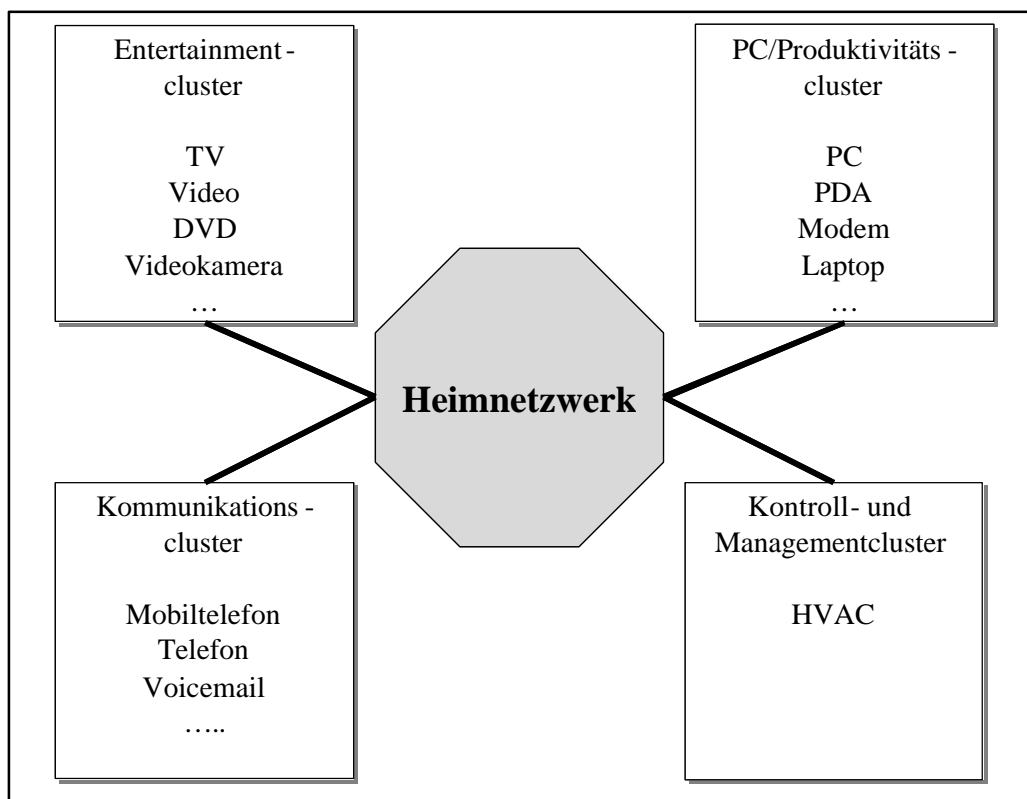 Entertainment-
cluster
TV
Video
DVD
Videokamera
…
PC/Produktivitäts -
cluster
PC
PDA
Modem
Laptop
…
Heimnetzwerk
Kommunikations -
cluster
Mobiltelefon
Telefon
Voicemail
…..
Kontroll- und
Managementcluster
HVAC